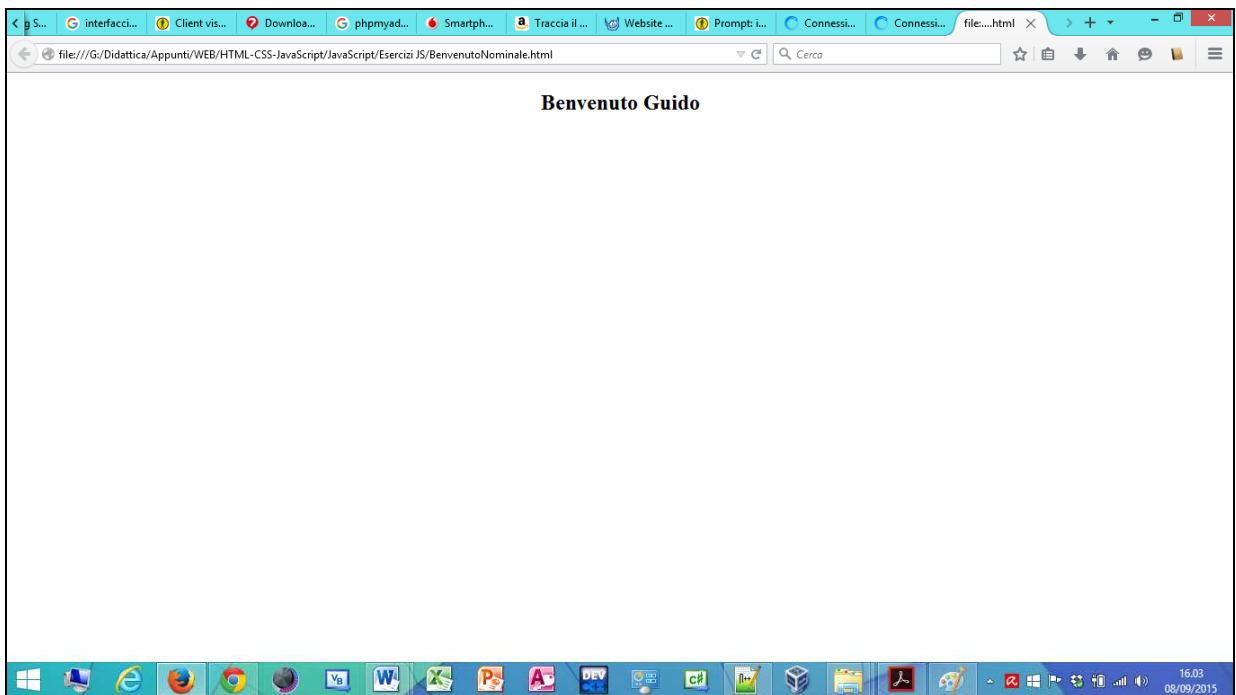 g S...
interfacci...
Client vis...
Downloa...
phpmyad...
Smartph...
Traccia il ...
Website ...
Prompt: i...
Connessi...
Connessi...
file:....html
file:///G:/Didattica/Appunti/WEB/HTML-CSS-JavaScript/JavaScript/Esercizi JS/BenvenutoNominale.html
Cerca
Benvenuto Guido
DEV
C++
C#
16.03
08/09/2015